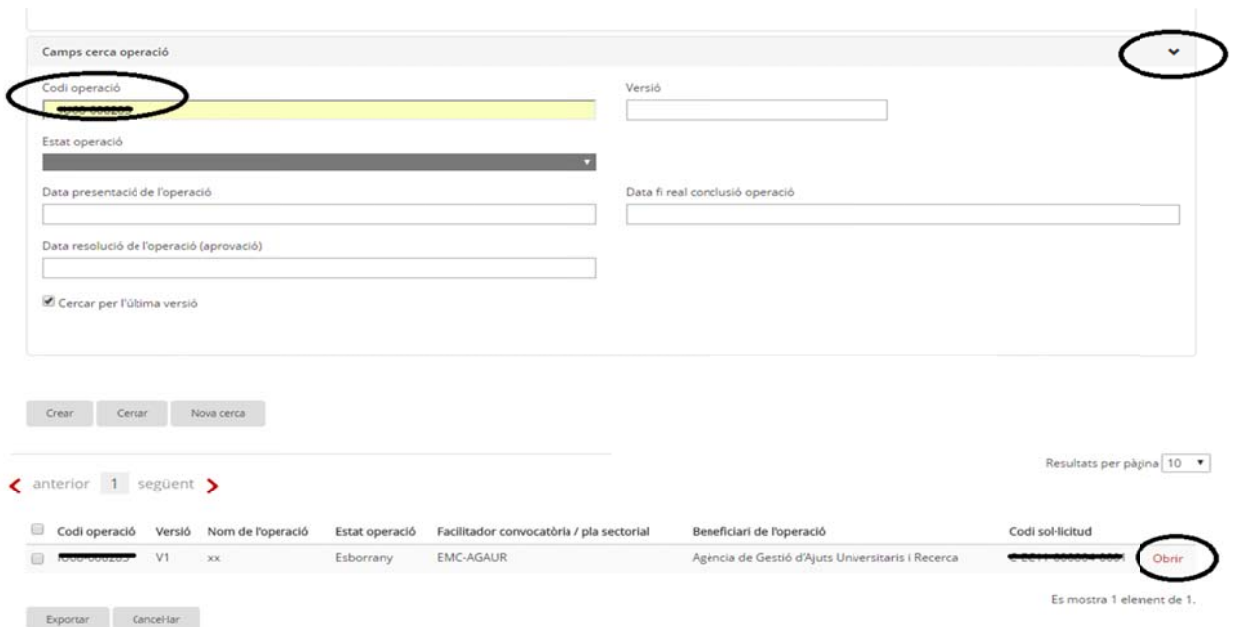 Camps cerca operació
Codi operació
Versió
Estat operació
Data presentació de l'operació
Data fi real conclusió operació
Data resolució de l'operació (aprovació)
Cercar per l'última versió
Crear Cercar Nova cerca
Resultats per pàgina 10
anterior 1 següent
Codi operació Versió Nom de l'operació Estat operació Facilitador convocatòria / pla sectorial Beneficiari de l'operació Codi sol·licitud
V1 xx Esborrany EMC-AGAUR Agència de Gestió d'Ajuts Unversitaris i Recerca Obrir
Es mostra 1 element de 1.
Exportar Cancel·lar